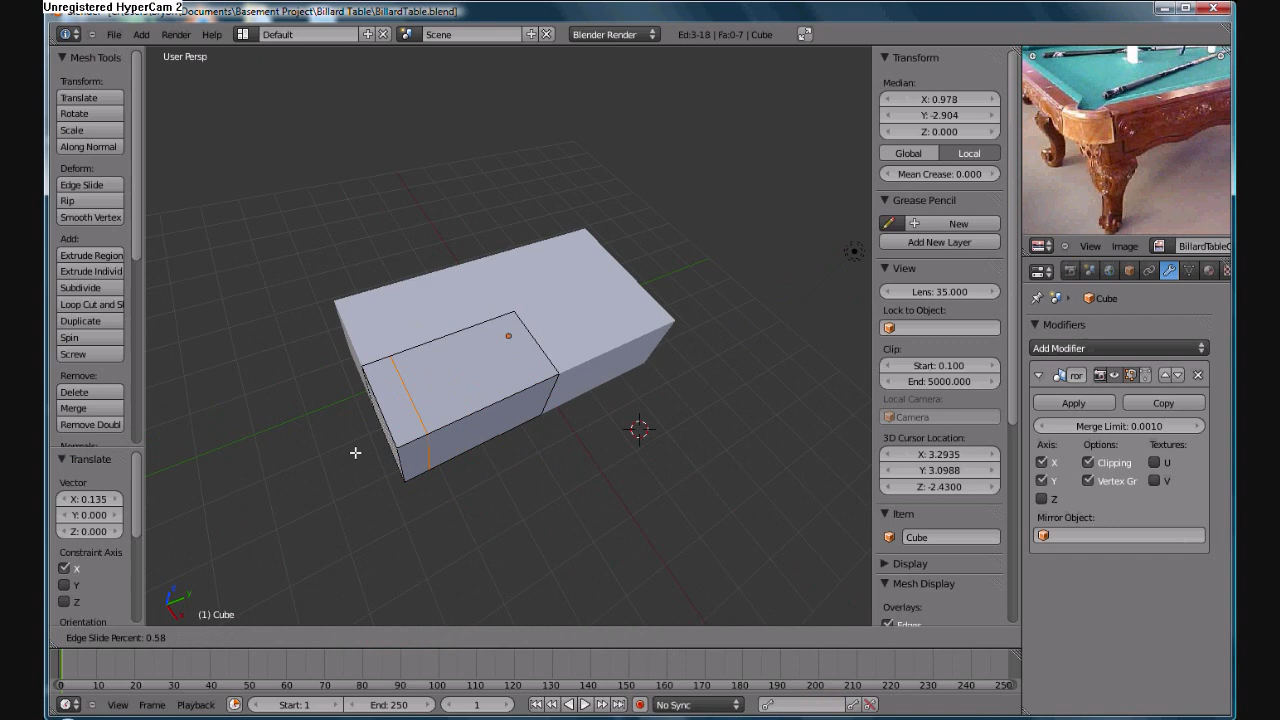 Unregistered HyperCam 2
Documents\Basement Project\Billard Table\BillardTable.blend]
File Add Render Help Default Scene Blender Render Ed:3-18 | Fa:0-7 | Cube
Mesh Tools
Transform:
Translate
Rotate
Scale
Along Normal
Deform:
Edge Slide
Rip
Smooth Vertex
Add:
Extrude Region
Extrude Individ
Subdivide
Loop Cut and Sl
Duplicate
Spin
Screw
Remove:
Delete
Merge
Remove Doubl
Translate
Vector
X: 0.135
Y: 0.000
Z: 0.000
Constraint Axis
X
Y
Z
Orientation
User Persp
(1) Cube
Edge Slide Percent: 0.58
Transform
Median:
X: 0.978
Y: -2.904
Z: 0.000
Global Local
Mean Crease: 0.000
Grease Pencil
New
Add New Layer
View
Lens: 35.000
Lock to Object:
Clip:
Start: 0.100
End: 5000.000
Local Camera:
Camera
3D Cursor Location:
X: 3.2935
Y: 3.0988
Z: -2.4300
Item
Cube
Display
Mesh Display
Overlays:
Edges
View Image BillardTableC
Cube
Modifiers
Add Modifier
ror
Apply Copy
Merge Limit: 0.0010
Axis: Options: Textures:
X Clipping U
Y Vertex Gr V
Z
Mirror Object:
0 10 20 30 40 50 60 70 80 90 100 110 120 130 140 150 160 170 180 190 200 210 220 230 240 250
View Frame Playback Start: 1 End: 250 1 No Sync